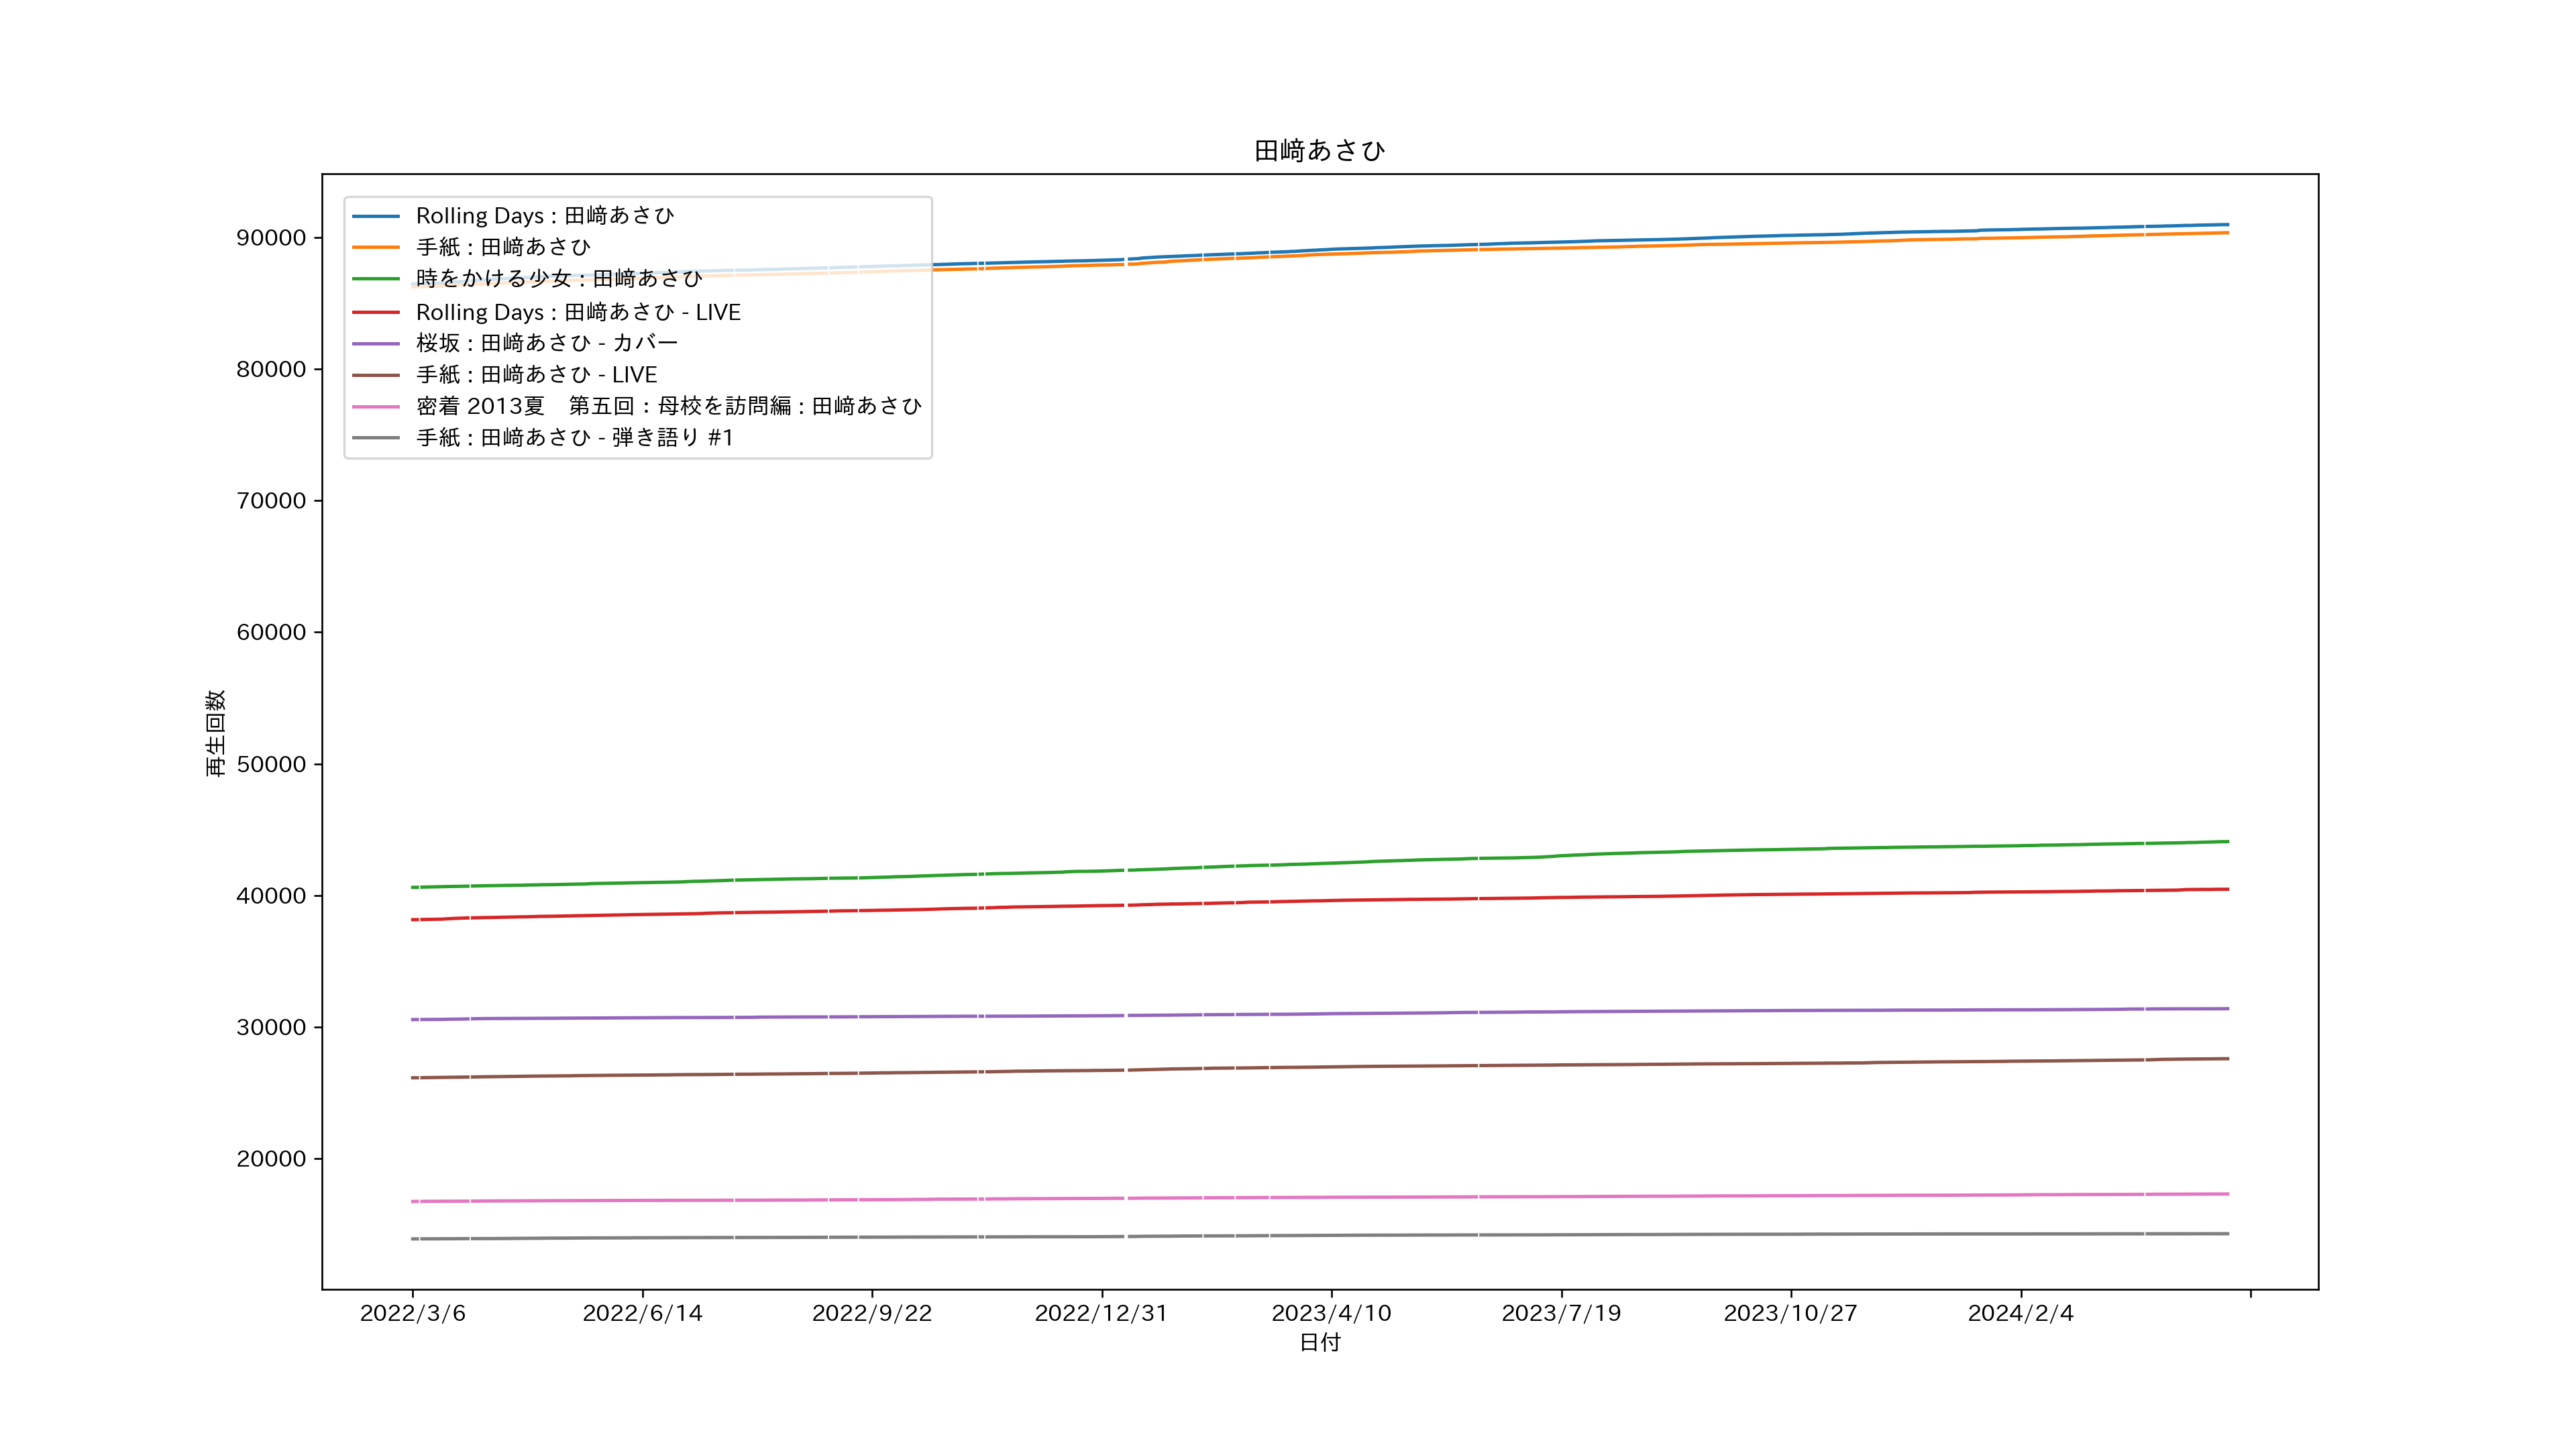 田﨑あさひ
Rolling Days : 田﨑あさひ
手紙 : 田﨑あさひ
時をかける少女 : 田﨑あさひ
Rolling Days : 田﨑あさひ - LIVE
桜坂 : 田﨑あさひ - カバー
手紙 : 田﨑あさひ - LIVE
密着 2013夏　第五回：母校を訪問編 : 田﨑あさひ
手紙 : 田﨑あさひ - 弾き語り #1
90000
80000
70000
60000
50000
40000
30000
20000
再生回数
2022/3/6 2022/6/14 2022/9/22 2022/12/31 2023/4/10 2023/7/19 2023/10/27 2024/2/4
日付